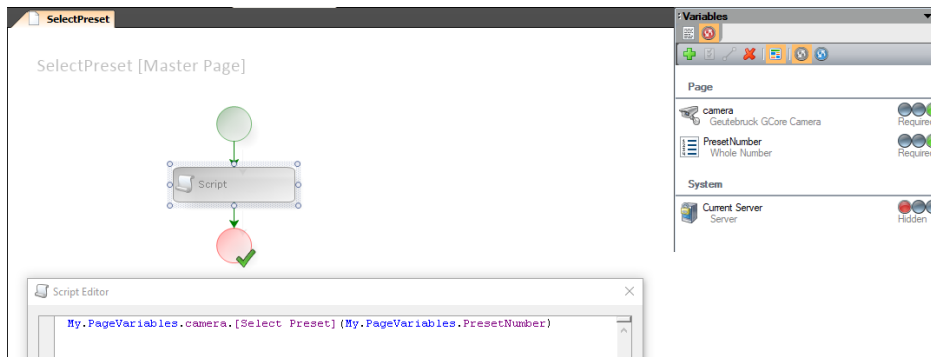 SelectPreset
SelectPreset [Master Page]
Script
Script Editor
My.PageVariables.camera.[Select Preset](My.PageVariables.PresetNumber)
Variables
Page
camera
Geutebruck GCore Camera
Required
PresetNumber
Whole Number
Required
System
Current Server
Server
Hidden